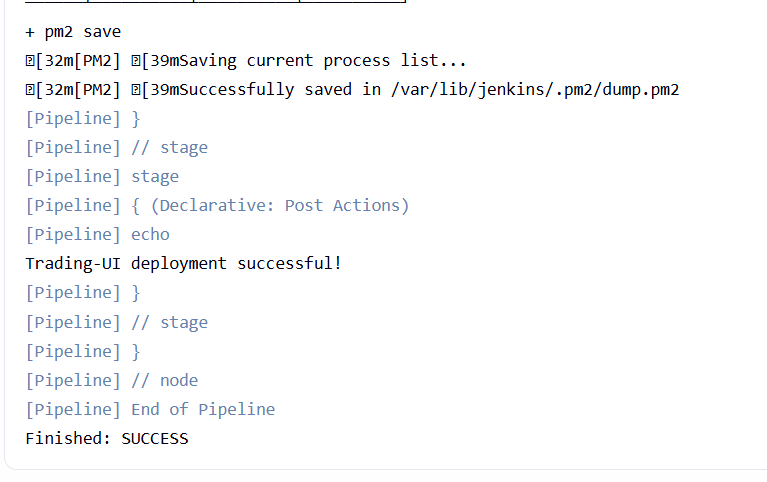 + pm2 save
[32m[PM2] [39mSaving current process list...
[32m[PM2] [39mSuccessfully saved in /var/lib/jenkins/.pm2/dump.pm2
[Pipeline] }
[Pipeline] // stage
[Pipeline] stage
[Pipeline] { (Declarative: Post Actions)
[Pipeline] echo
Trading-UI deployment successful!
[Pipeline] }
[Pipeline] // stage
[Pipeline] }
[Pipeline] // node
[Pipeline] End of Pipeline
Finished: SUCCESS